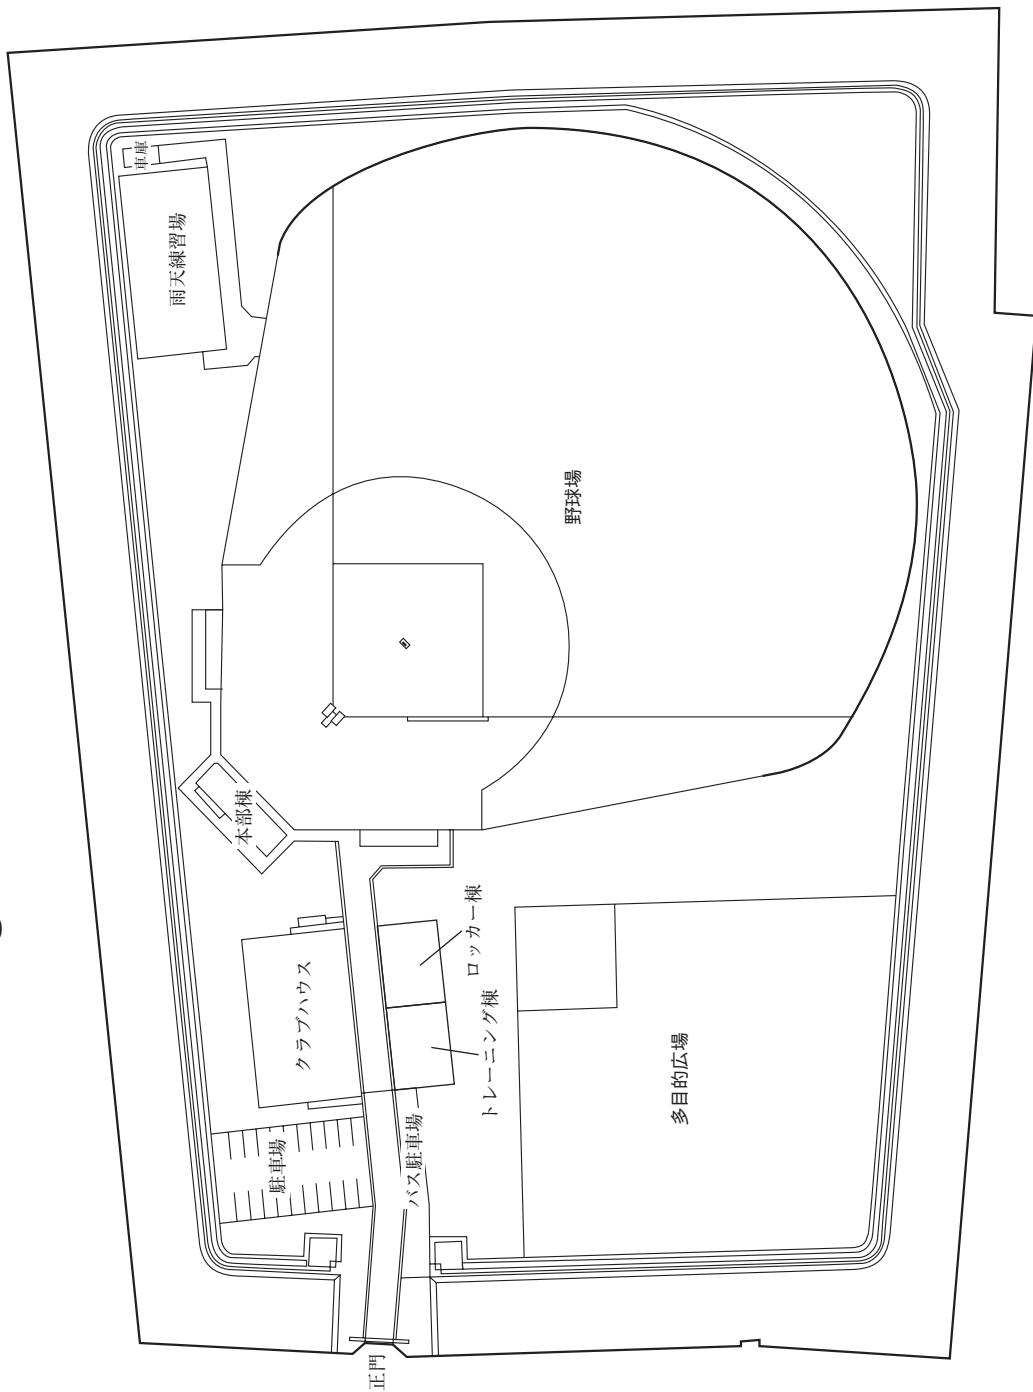 車庫
雨天練習場
野球場
本部棟
ロッカー棟
クラブハウス
トレーニング棟
多目的広場
駐車場
バス駐車場
正門